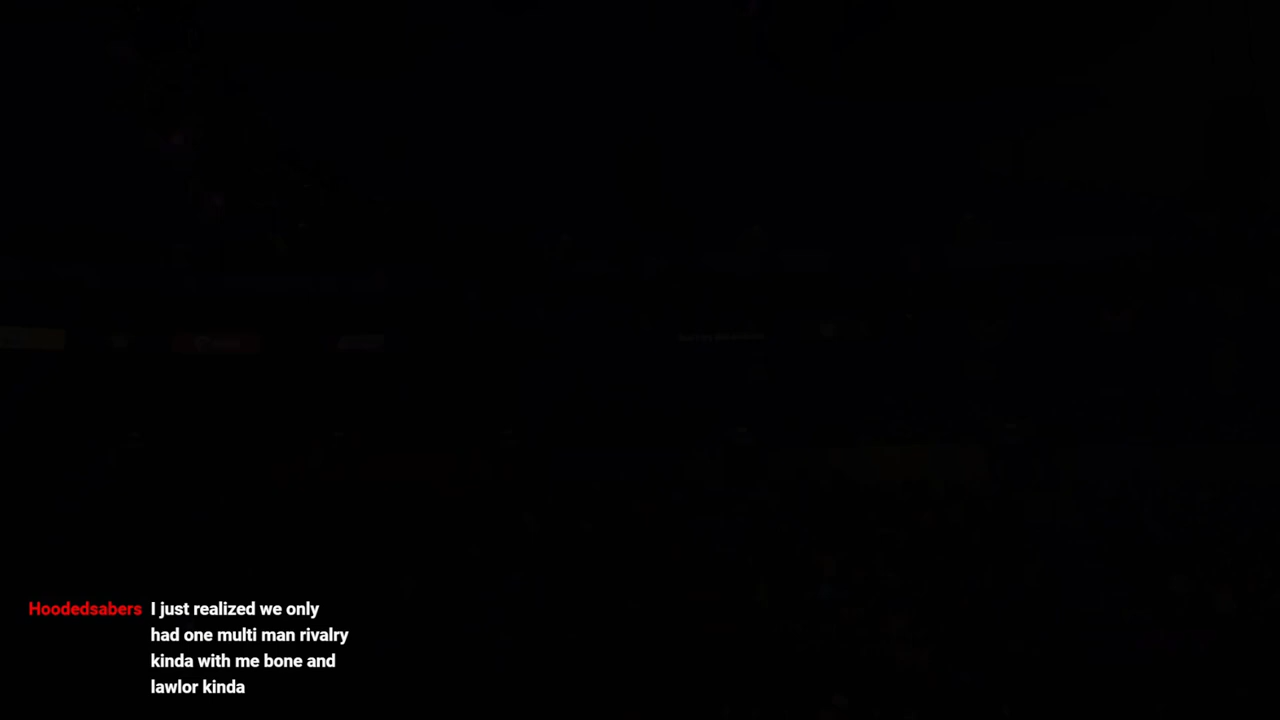 Hoodedsabers I just realized we only
had one multi man rivalry
kinda with me bone and
lawlor kinda